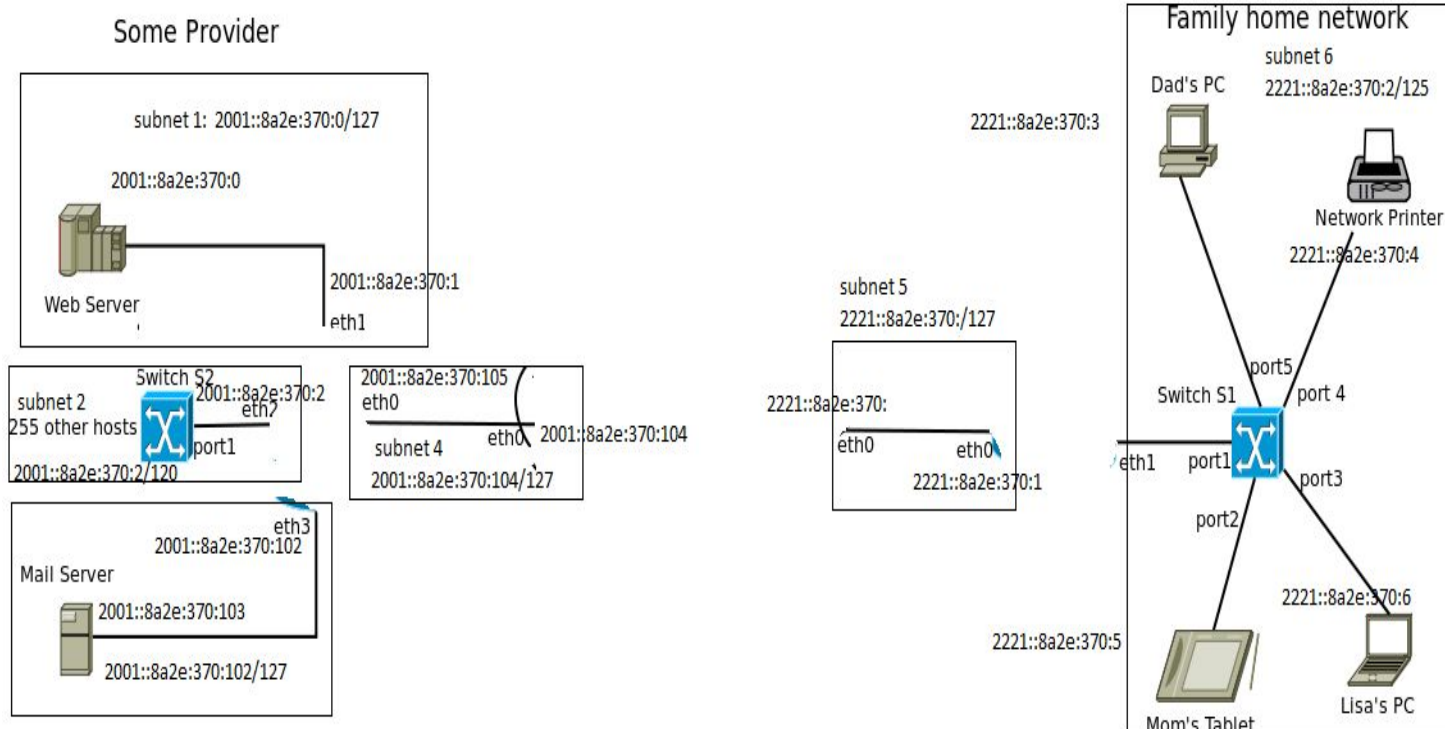 Some Provider
subnet 1: 2001::8a2e:370:0/127
2001::8a2e:370:0
2001::8a2e:370:1
Web Server
eth1
Switch S2
2001::8a2e:370:2
subnet 2
eth2
255 other hosts
port1
2001::8a2e:370:2/120
2001::8a2e:370:105
eth0
eth0
2001::8a2e:370:104
subnet 4
2001::8a2e:370:104/127
eth3
2001::8a2e:370:102
Mail Server
2001::8a2e:370:103
2001::8a2e:370:102/127
subnet 5
2221::8a2e:370:/127
2221::8a2e:370:
eth0
eth0
2221::8a2e:370:1
Family home network
subnet 6
2221::8a2e:370:2/125
Dad's PC
2221::8a2e:370:3
Network Printer
2221::8a2e:370:4
port5
Switch S1
port 4
eth1
port1
port3
port2
2221::8a2e:370:6
2221::8a2e:370:5
Lisa's PC
Mom's Tablet